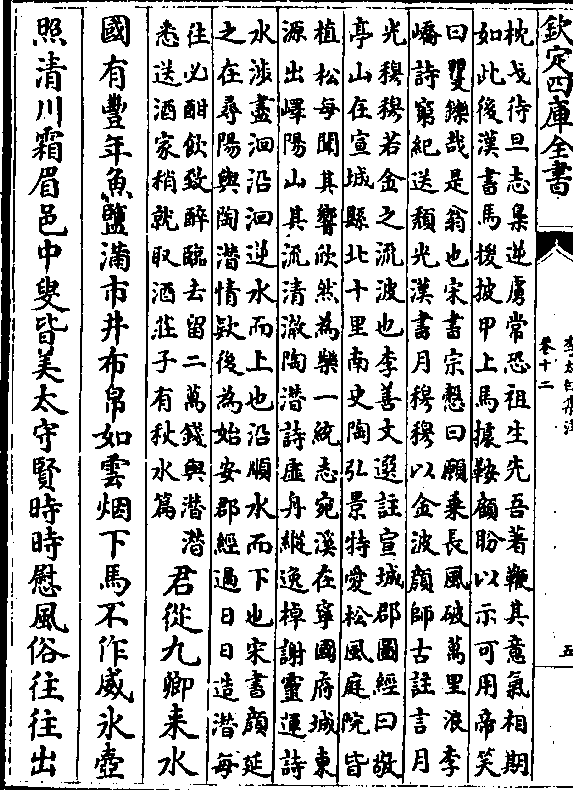 欽定四庫全書
李太白集注
卷十二
五
枕戈待旦志梟逆虜常恐祖生先吾著鞭其意氣相期
如此後漢書馬援披甲上馬據鞍顧盼以示可用帝笑
曰矍鑠哉是翁也宋書宗慤曰願乘長風破萬里浪李
嶠詩窮紀送頹光漢書月穆穆以金波顔師古註言月
光穆穆若金之流波也李善文選註宣城郡圖經曰敬
亭山在宣城縣北十里南史陶弘景特愛松風庭院皆
植松每聞其響欣然為樂一統志宛溪在寧國府城東
源出嶧陽山其流清澈陶潛詩虛舟縱逸棹謝靈運詩
水涉盡洄沿洄逆水而上也沿順水而下也宋書顔延
之在尋陽與陶潛情款後為始安郡經過日日造潛每
往必酣飲致醉臨去留二萬錢與潛潛
悉送酒家稍就取酒莊子有秋水篇
君從九卿来水
國有豐年魚鹽滿市井布帛如雲烟下馬不作威氷壺
照清川霜眉邑中叟皆美太守賢時時慰風俗往往出